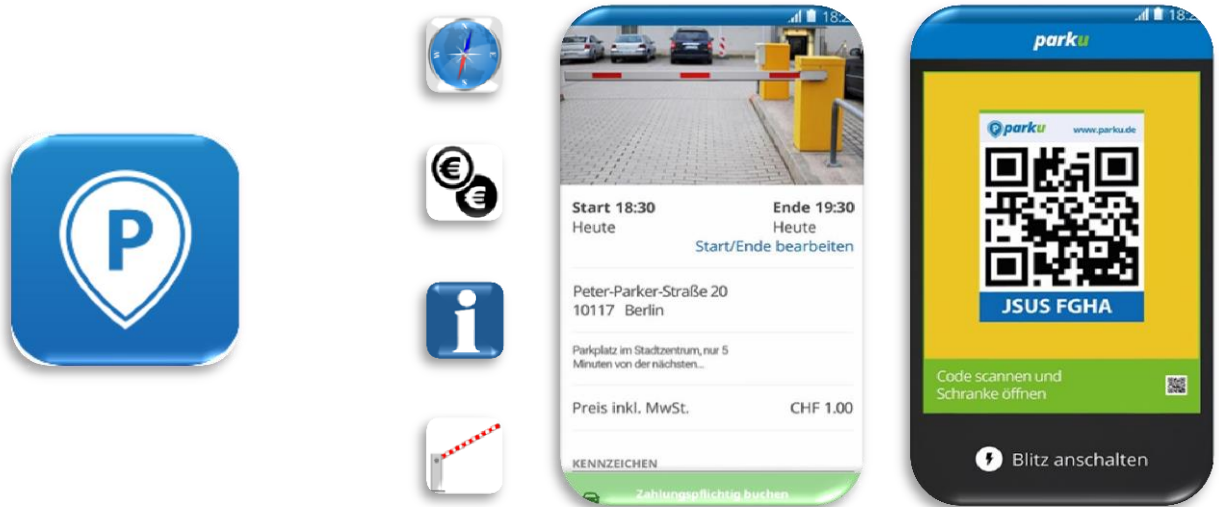 P
18:2
Start 18:30
Ende 19:30
Heute
Heute
Start/Ende bearbeiten
Peter-Parker-Straße 20
10117 Berlin
Parkplatz im Stadtzentrum, nur 5
Minuten von der nächsten...
Preis inkl. MwSt.
CHF 1.00
KENNZEICHEN
Zahlungspflichtig buchen
18:2
parku
parku
www.parku.de
JSUS FGHA
Code scannen und
Schranke öffnen
Blitz anschalten